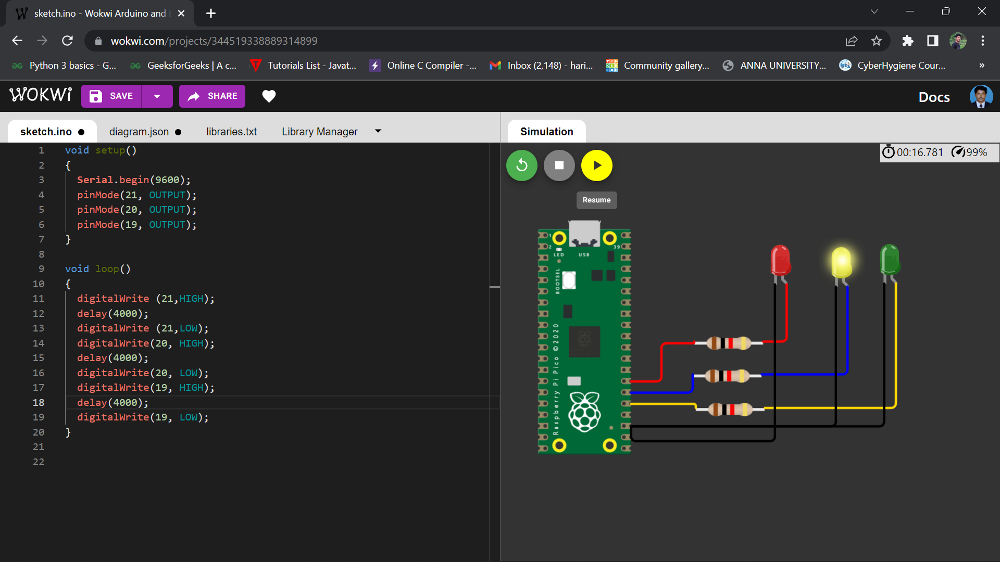 sketch.ino - Wokwi Arduino and
wokwi.com/projects/344519338889314899
Python 3 basics - G...
GeeksforGeeks | A c...
Tutorials List - Javat...
Online C Compiler -...
Inbox (2,148) - hari...
Community gallery...
ANNA UNIVERSITY...
CyberHygiene Cour...
»
WOKWi
SAVE
SHARE
Docs
sketch.ino
diagram.json
libraries.txt
Library Manager
Simulation
1 void setup()
2 {
3 Serial.begin(9600);
4 pinMode(21, OUTPUT);
5 pinMode(20, OUTPUT);
6 pinMode(19, OUTPUT);
7 }
8
9 void loop()
10 {
11 digitalWrite (21,HIGH);
12 delay(4000);
13 digitalWrite (21,LOW);
14 digitalWrite(20, HIGH);
15 delay(4000);
16 digitalWrite(20, LOW);
17 digitalWrite(19, HIGH);
18 delay(4000);
19 digitalWrite(19, LOW);
20 }
21
22
00:16.781
99%
Resume
1
2
39
LED
USB
BOOTSEL
Raspberry Pi Pico ©2020